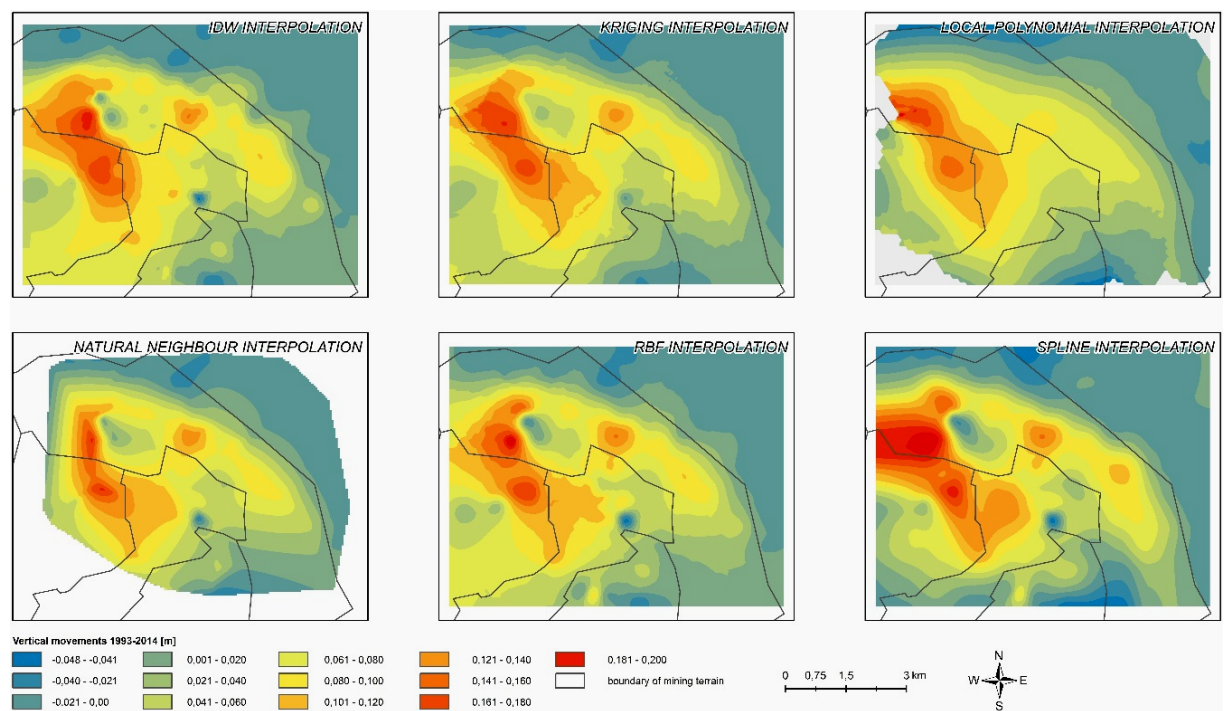 IDW INTERPOLATION
KRIGING INTERPOLATION
LOCAL POLYNOMIAL INTERPOLATION
NATURAL NEIGHBOUR INTERPOLATION
RBF INTERPOLATION
SPLINE INTERPOLATION
Vertical movements 1993-2014 [m]
-0.048 - -0,041
0,001 - 0,020
0,061 - 0,080
0,121 - 0,140
0.181 - 0,200
-0,040 - -0,021
0,021 - 0,040
0,080 - 0,100
0,141 - 0,160
boundary of mining terrain
-0.021 - 0,00
0,041 - 0,060
0,101 - 0,120
0,161 - 0,180
0 0,75 1,5 3 km
N
W E
S